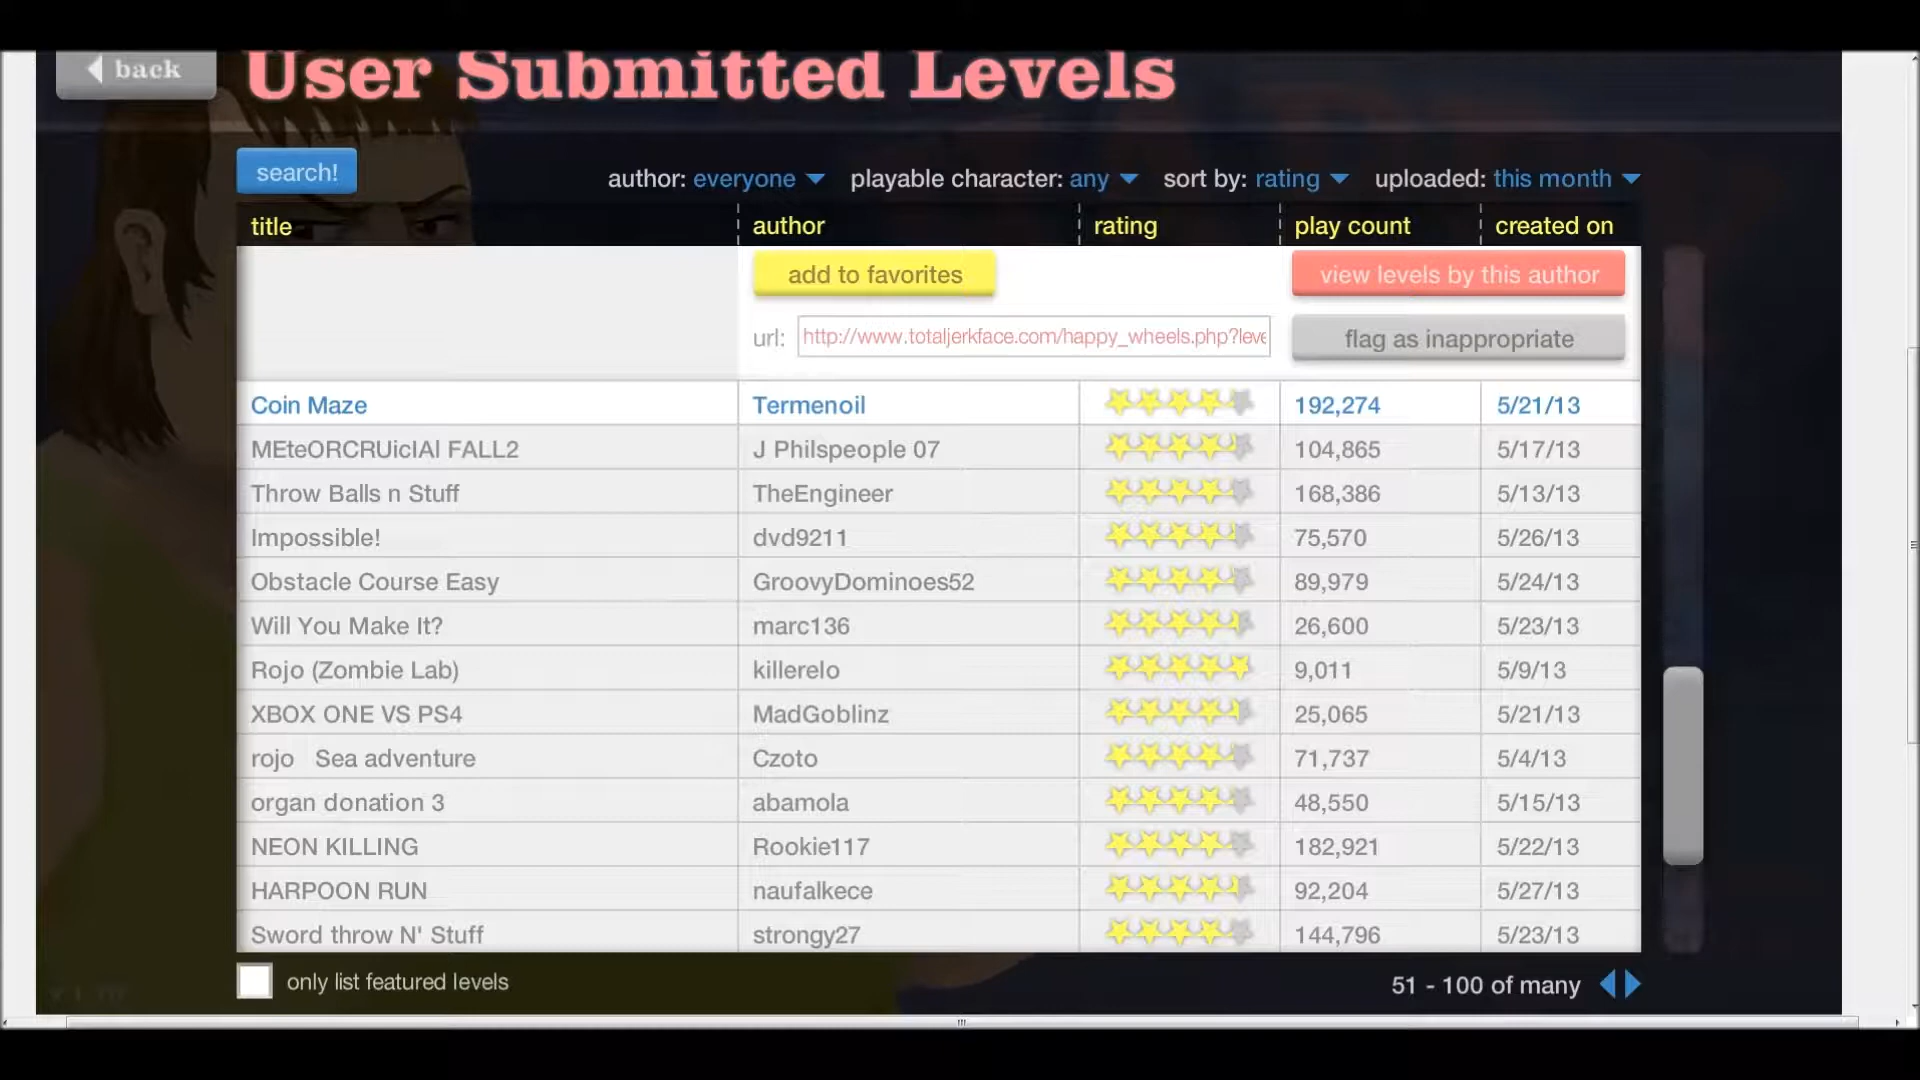 back
User Submitted Levels
search!
author: everyone playable character: any sort by: rating uploaded: this month
title author rating play count created on
add to favorites view levels by this author
url: http://www.totaljerkface.com/happy_wheels.php?leve flag as inappropriate
Coin Maze Termenoil 192,274 5/21/13
MEteORCRUicIAl FALL2 J Philspeople 07 104,865 5/17/13
Throw Balls n Stuff TheEngineer 168,386 5/13/13
Impossible! dvd9211 75,570 5/26/13
Obstacle Course Easy GroovyDominoes52 89,979 5/24/13
Will You Make It? marc136 26,600 5/23/13
Rojo (Zombie Lab) killerelo 9,011 5/9/13
XBOX ONE VS PS4 MadGoblinz 25,065 5/21/13
rojo Sea adventure Czoto 71,737 5/4/13
organ donation 3 abamola 48,550 5/15/13
NEON KILLING Rookie117 182,921 5/22/13
HARPOON RUN naufalkece 92,204 5/27/13
Sword throw N' Stuff strongy27 144,796 5/23/13
only list featured levels 51 - 100 of many